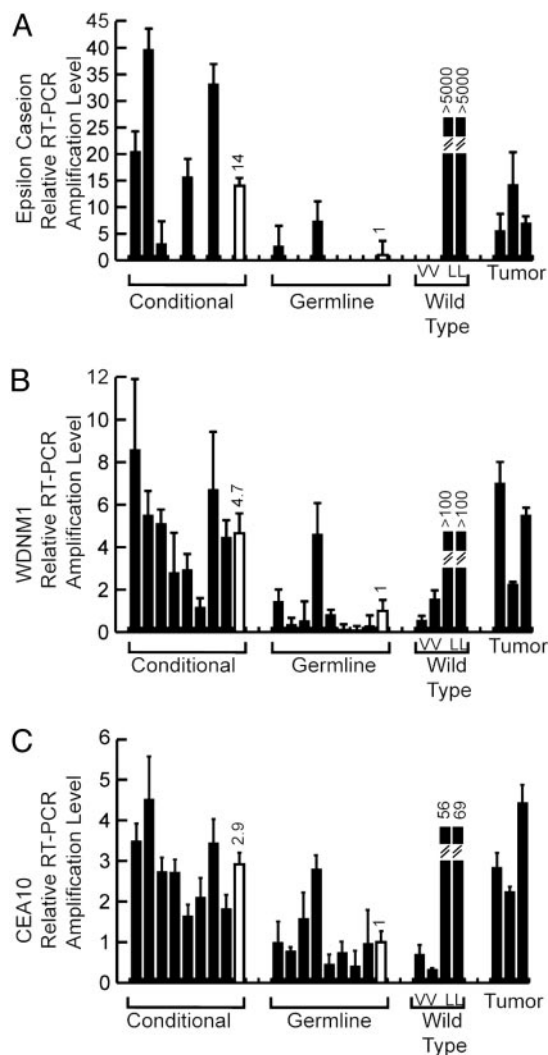 A
Epsilon Caseion
Relative RT-PCR
Amplification Level
45
40
35
30
25
20
15
10
5
0
14
1
>5000
>5000
VV LL
Conditional
Germline
Wild
Type
Tumor
B
WDNM1
Relative RT-PCR
Amplification Level
12
10
8
6
4
2
0
4.7
1
>100
>100
VV LL
Conditional
Germline
Wild
Type
Tumor
C
CEA10
Relative RT-PCR
Amplification Level
6
5
4
3
2
1
0
2.9
1
56
69
VV LL
Conditional
Germline
Wild
Type
Tumor